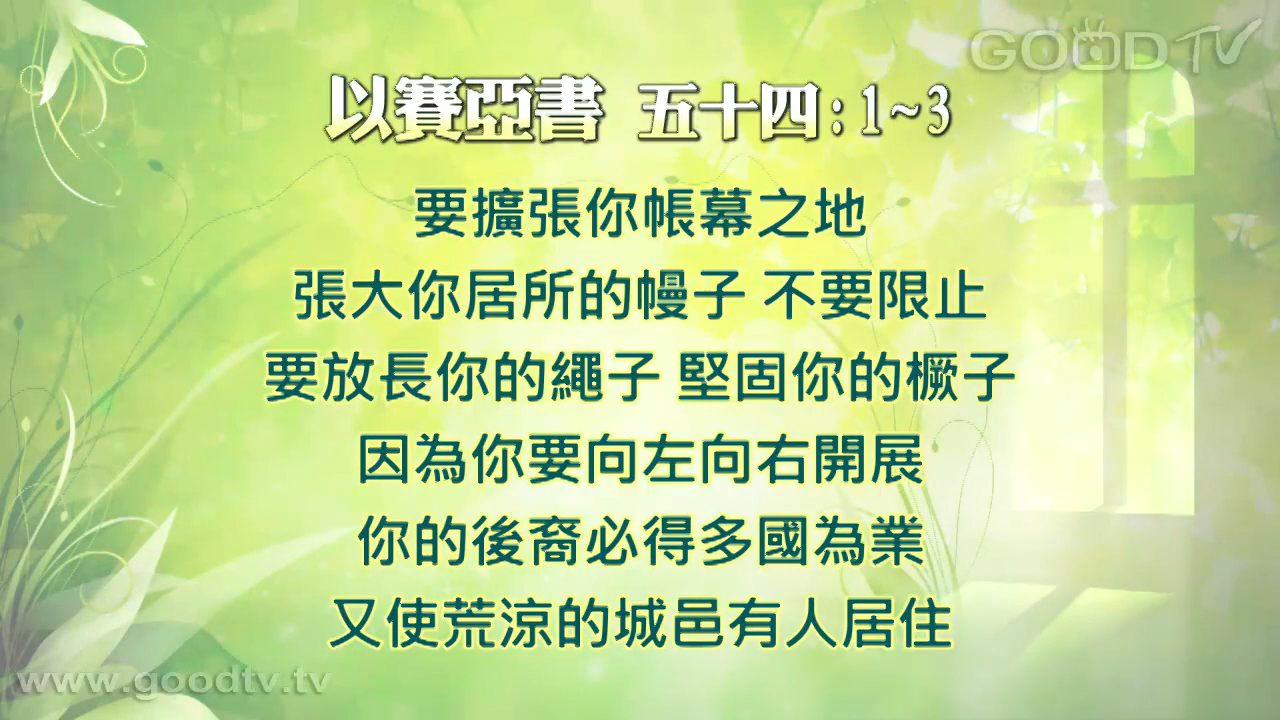 GOOD TV
以賽亞書 五十四：1~3
要擴張你帳幕之地
張大你居所的幔子 不要限止
要放長你的繩子 堅固你的橛子
因為你要向左向右開展
你的後裔必得多國為業
又使荒涼的城邑有人居住
www.goodtv.tv